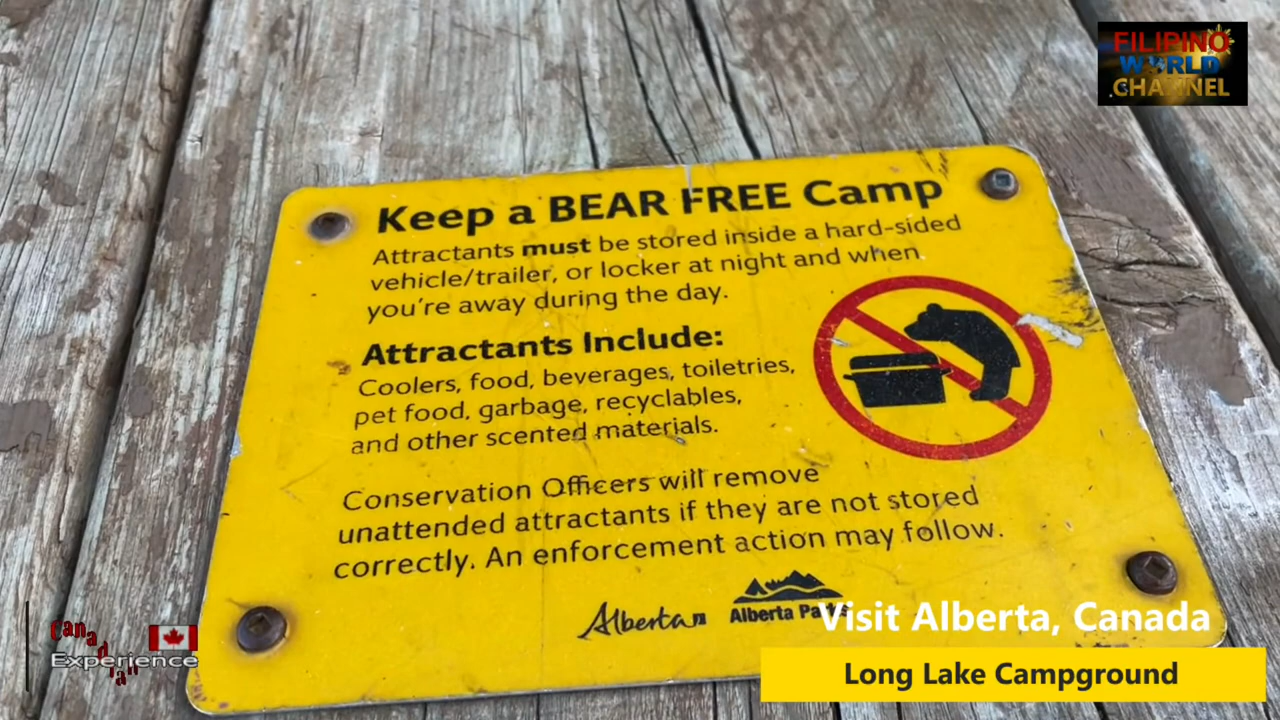 FILIPINO
WORLD
CHANNEL
Keep a BEAR FREE Camp
Attractants must be stored inside a hard-sided
vehicle/trailer, or locker at night and when
you're away during the day.
Attractants Include:
Coolers, food, beverages, toiletries,
pet food, garbage, recyclables,
and other scented materials.
Conservation Officers will remove
unattended attractants if they are not stored
correctly. An enforcement action may follow.
Alberta
Alberta Parks
Visit Alberta, Canada
Long Lake Campground
Canadian
Experience